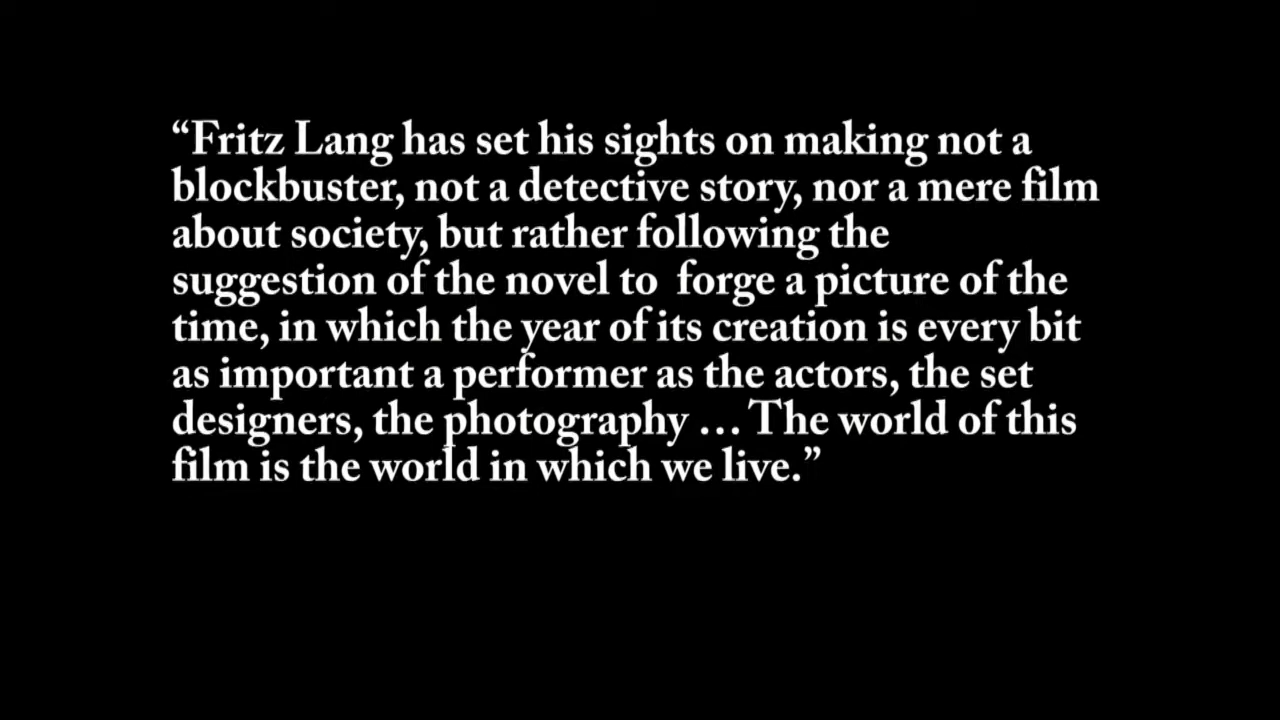 “Fritz Lang has set his sights on making not a
blockbuster, not a detective story, nor a mere film
about society, but rather following the
suggestion of the novel to  forge a picture of the
time, in which the year of its creation is every bit
as important a performer as the actors, the set
designers, the photography … The world of this
film is the world in which we live.”